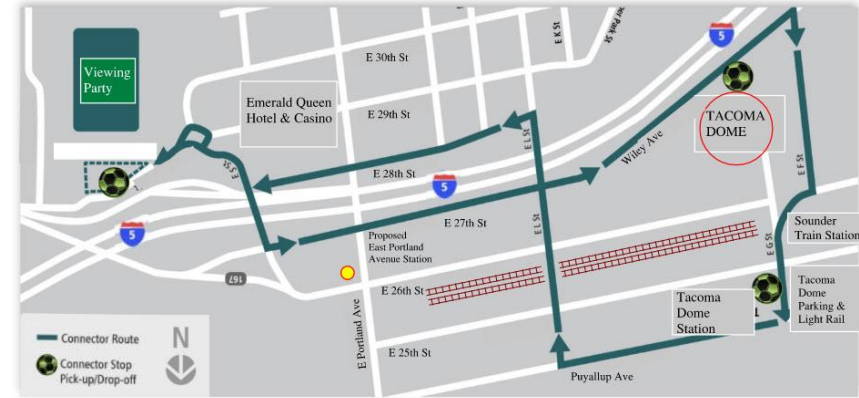 Viewing
Party
Emerald Queen
Hotel & Casino
E 30th St
E 29th St
E 28th St
E 27th St
E 26th St
E 25th St
E K St
E L St
E L St
E S St
E F St
E G St
Wiley Ave
E Portland Ave
Puyallup Ave
5
5
5
167
TACOMA
DOME
Proposed
East Portland
Avenue Station
Sounder
Train Station
Tacoma
Dome
Station
Tacoma
Dome
Parking &
Light Rail
Connector Route
N
Connector Stop
Pick-up/Drop-off